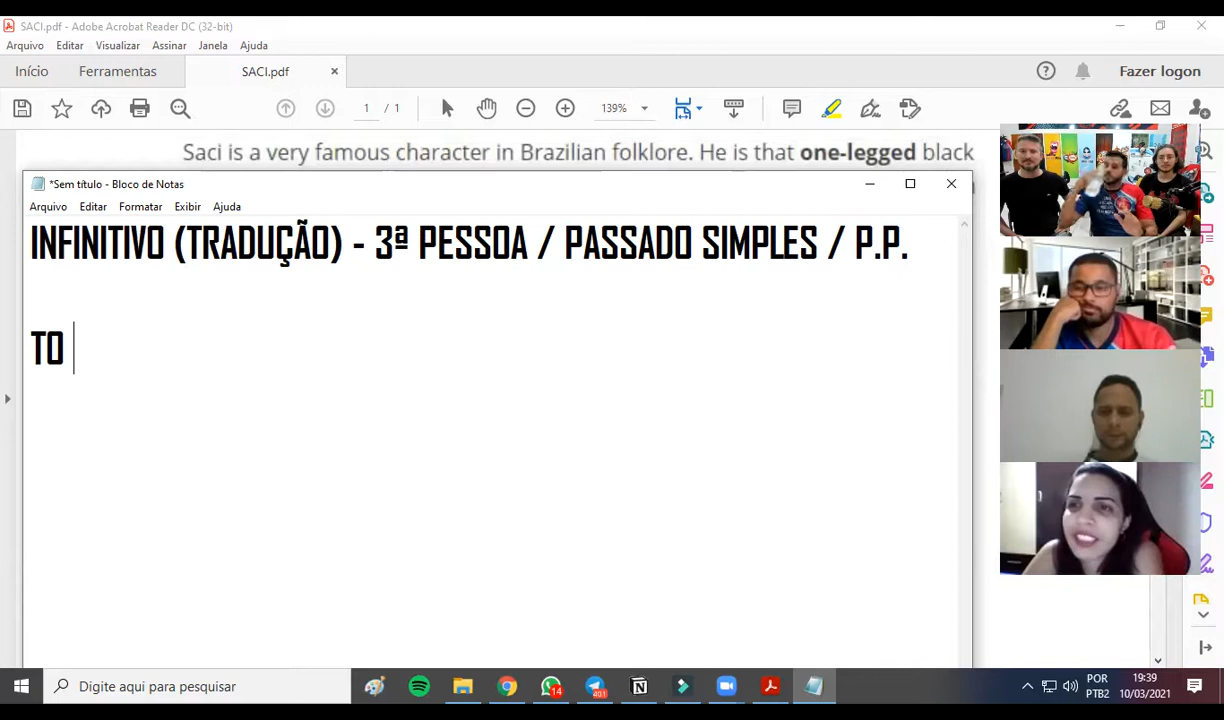 SACI.pdf - Adobe Acrobat Reader DC (32-bit)
Arquivo Editar Visualizar Assinar Janela Ajuda
Início Ferramentas SACI.pdf Fazer logon
1 / 1 139%
Saci is a very famous character in Brazilian folklore. He is that one-legged black
*Sem título - Bloco de Notas
Arquivo Editar Formatar Exibir Ajuda
INFINITIVO (TRADUÇÃO) - 3ª PESSOA / PASSADO SIMPLES / P.P.
TO
Digite aqui para pesquisar
14
401
POR
PTB2
19:39
10/03/2021